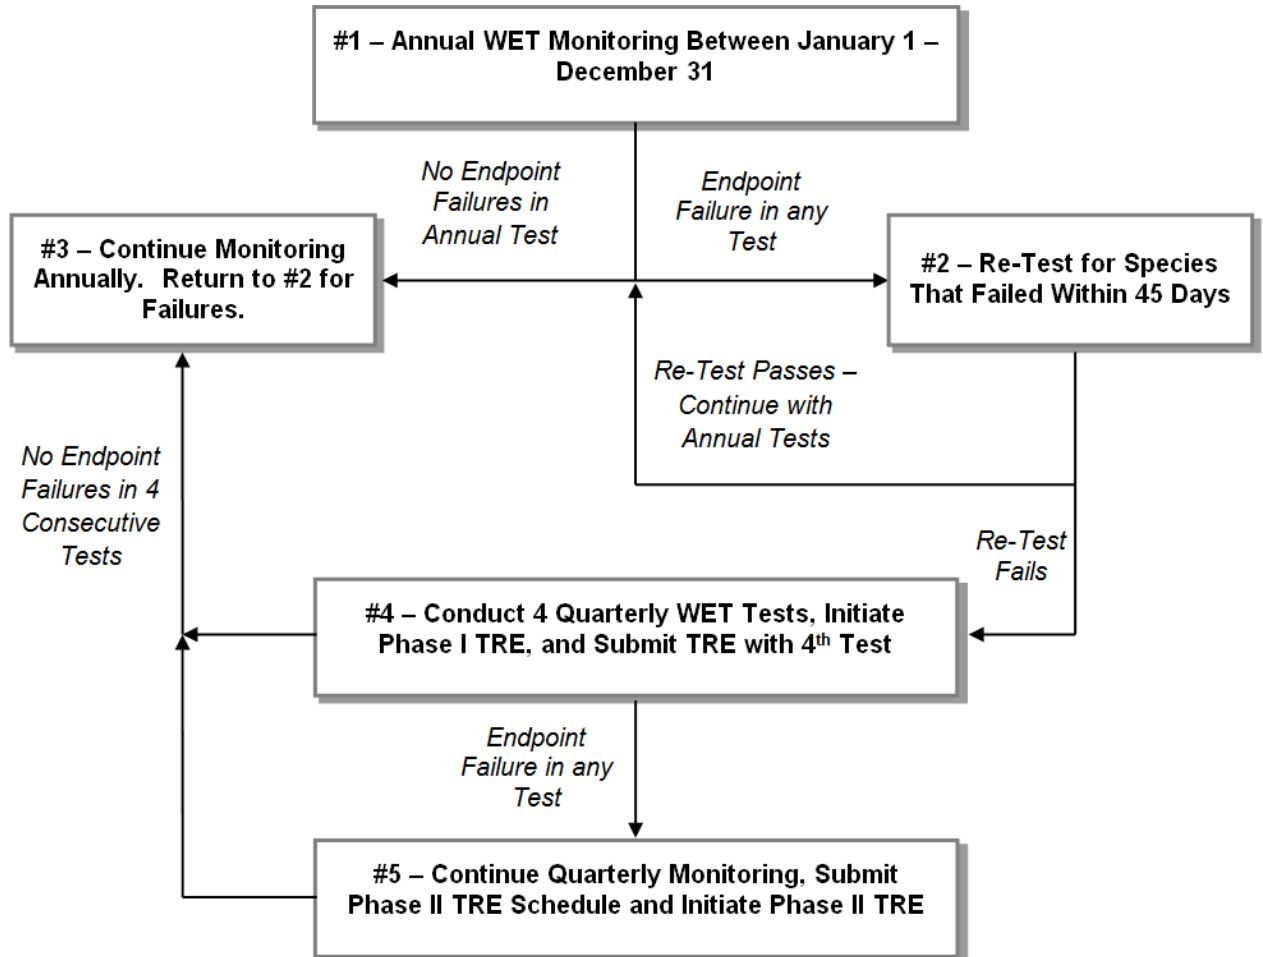 #1 – Annual WET Monitoring Between January 1 –
December 31
No Endpoint
Failures in
Annual Test
Endpoint
Failure in any
Test
#3 – Continue Monitoring
Annually.  Return to #2 for
Failures.
#2 – Re-Test for Species
That Failed Within 45 Days
Re-Test Passes –
Continue with
Annual Tests
No Endpoint
Failures in 4
Consecutive
Tests
Re-Test
Fails
#4 – Conduct 4 Quarterly WET Tests, Initiate
Phase I TRE, and Submit TRE with 4th Test
Endpoint
Failure in any
Test
#5 – Continue Quarterly Monitoring, Submit
Phase II TRE Schedule and Initiate Phase II TRE